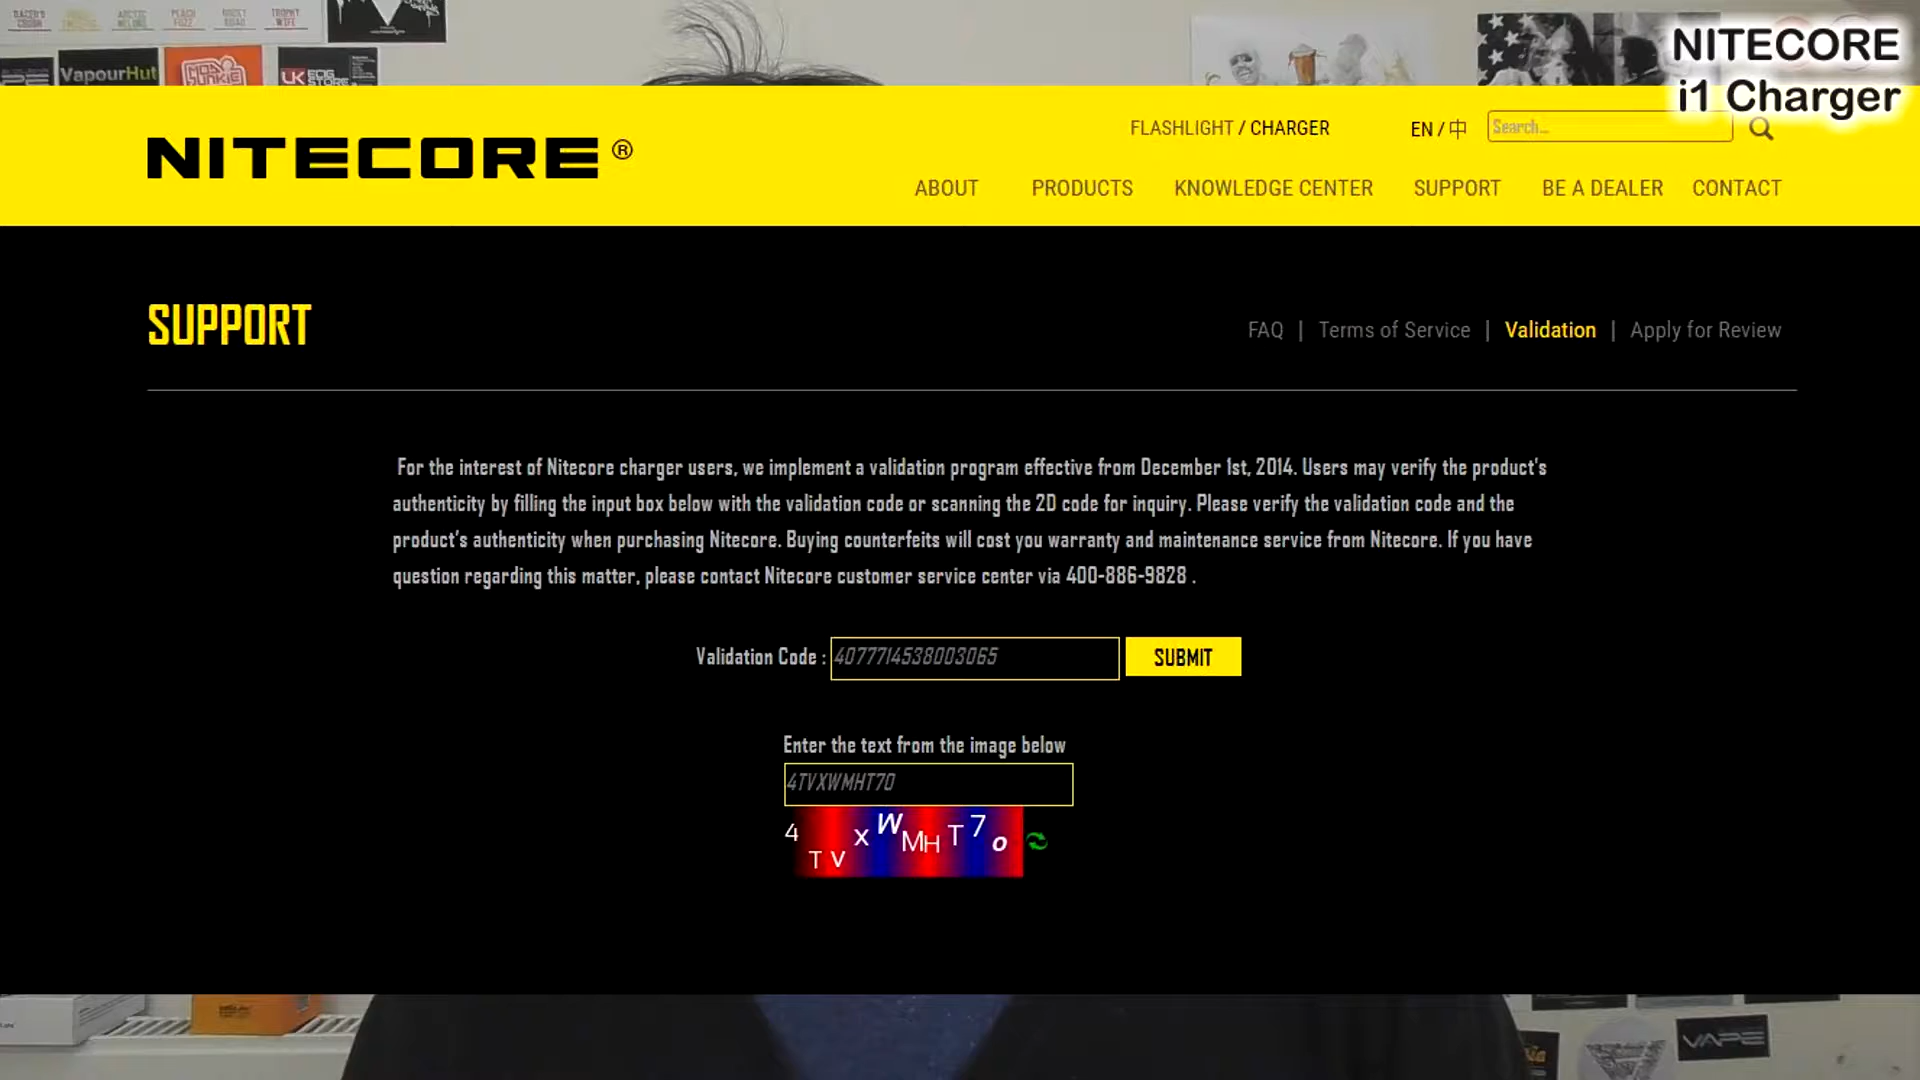 VapourHut
UK
NITECORE
i1 Charger
NITECORE ®
FLASHLIGHT / CHARGER
EN / 中
Search...
ABOUT PRODUCTS KNOWLEDGE CENTER SUPPORT BE A DEALER CONTACT
SUPPORT
FAQ | Terms of Service | Validation | Apply for Review
For the interest of Nitecore charger users, we implement a validation program effective from December 1st, 2014. Users may verify the product's
authenticity by filling the input box below with the validation code or scanning the 2D code for inquiry. Please verify the validation code and the
product's authenticity when purchasing Nitecore. Buying counterfeits will cost you warranty and maintenance service from Nitecore. If you have
question regarding this matter, please contact Nitecore customer service center via 400-886-9828 .
Validation Code : 4077714538003065 SUBMIT
Enter the text from the image below
4TVXWMHT7O
4 T V x W M H T 7 o
VAPE